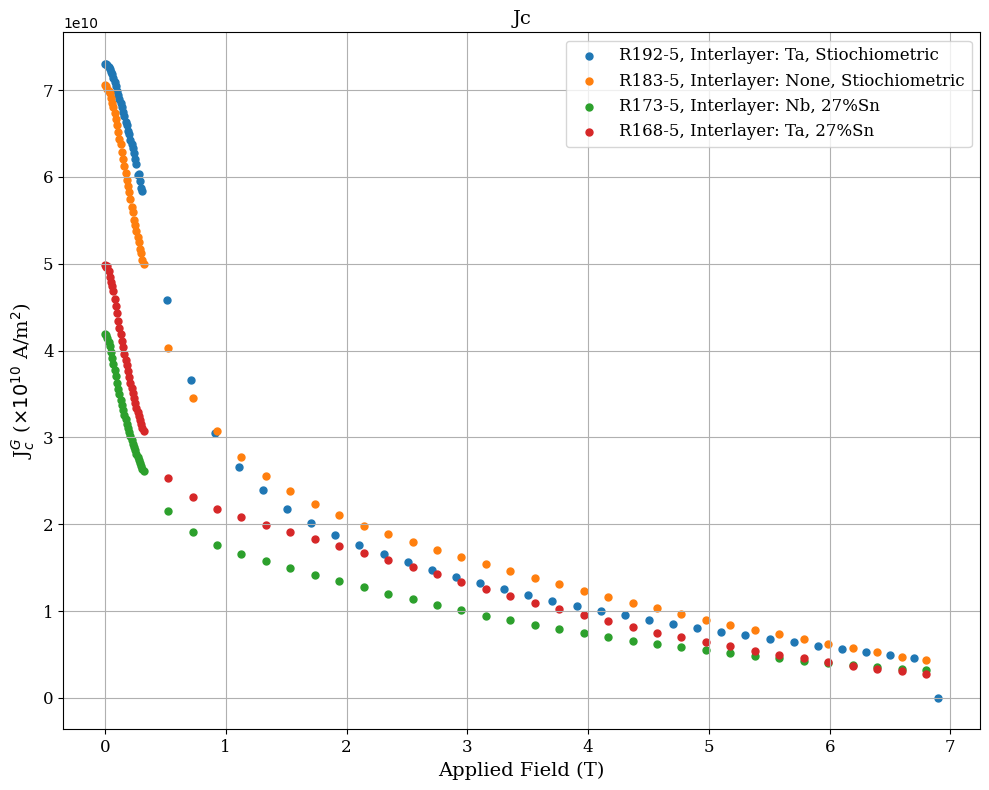 Jc
1e10
R192-5, Interlayer: Ta, Stiochiometric
R183-5, Interlayer: None, Stiochiometric
R173-5, Interlayer: Nb, 27%Sn
R168-5, Interlayer: Ta, 27%Sn
J_c^G (×10^10 A/m^2)
7
6
5
4
3
2
1
0
0 1 2 3 4 5 6 7
Applied Field (T)